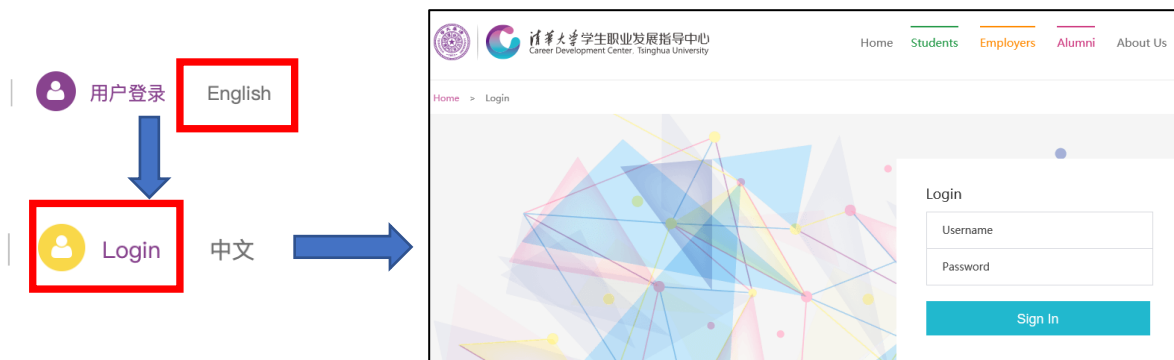 用户登录 English
Login 中文
清华大学学生职业发展指导中心
Career Development Center. Tsinghua University
Home Students Employers Alumni About Us
Home > Login
Login
Username
Password
Sign In